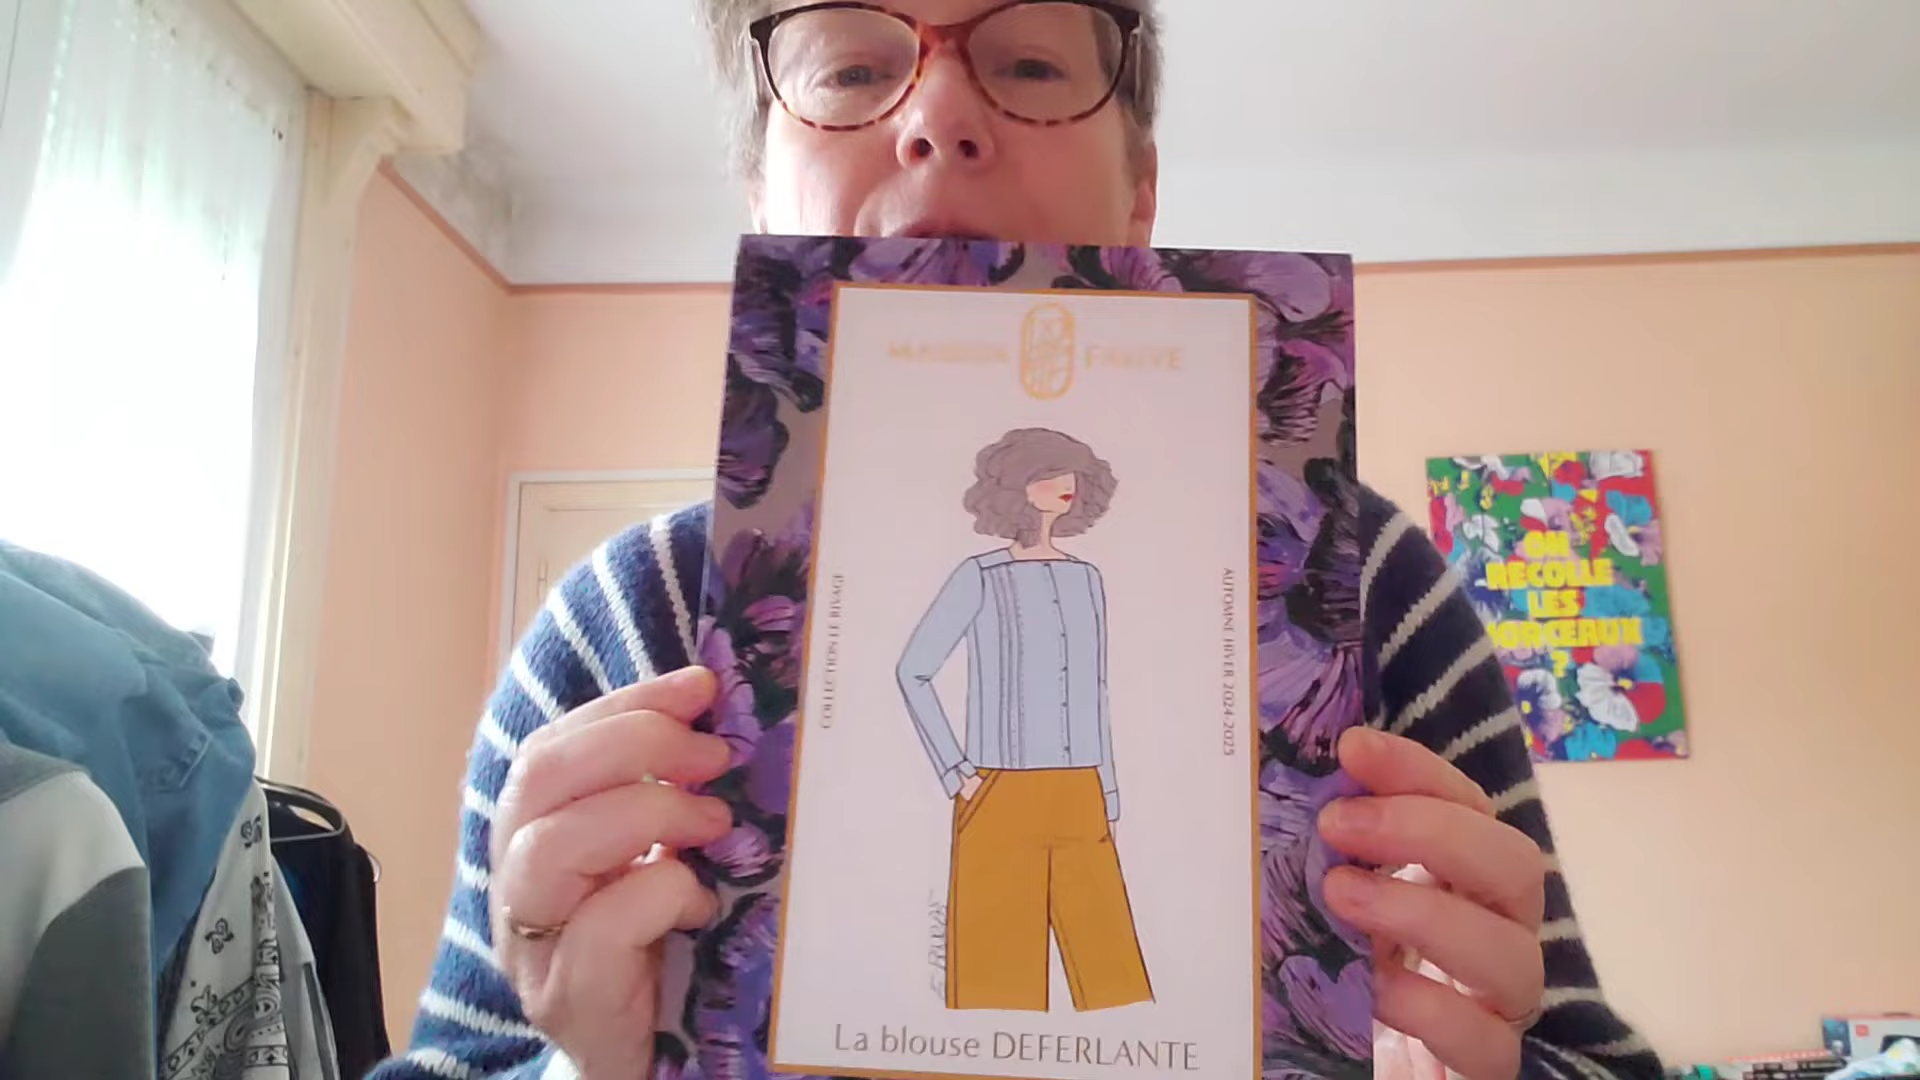 MAISON FAUVE
COLLECTION LE RIVAGE
AUTOMNE HIVER 2024-2025
La blouse DEFERLANTE
ON
RECOLLE
LES
MORCEAUX
?